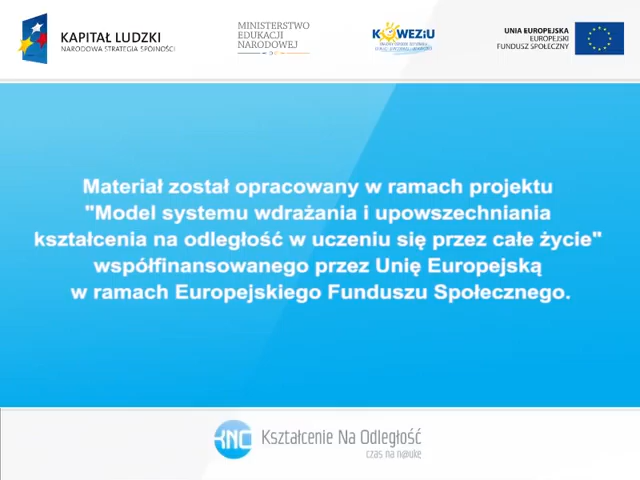 KAPITAŁ LUDZKI
NARODOWA STRATEGIA SPÓJNOŚCI
MINISTERSTWO
EDUKACJI
NARODOWEJ
KOWEZiU
UNIA EUROPEJSKA
EUROPEJSKI
FUNDUSZ SPOŁECZNY
Materiał został opracowany w ramach projektu
"Model systemu wdrażania i upowszechniania
kształcenia na odległość w uczeniu się przez całe życie"
współfinansowanego przez Unię Europejską
w ramach Europejskiego Funduszu Społecznego.
KNO Kształcenie Na Odległość
czas na n@ukę